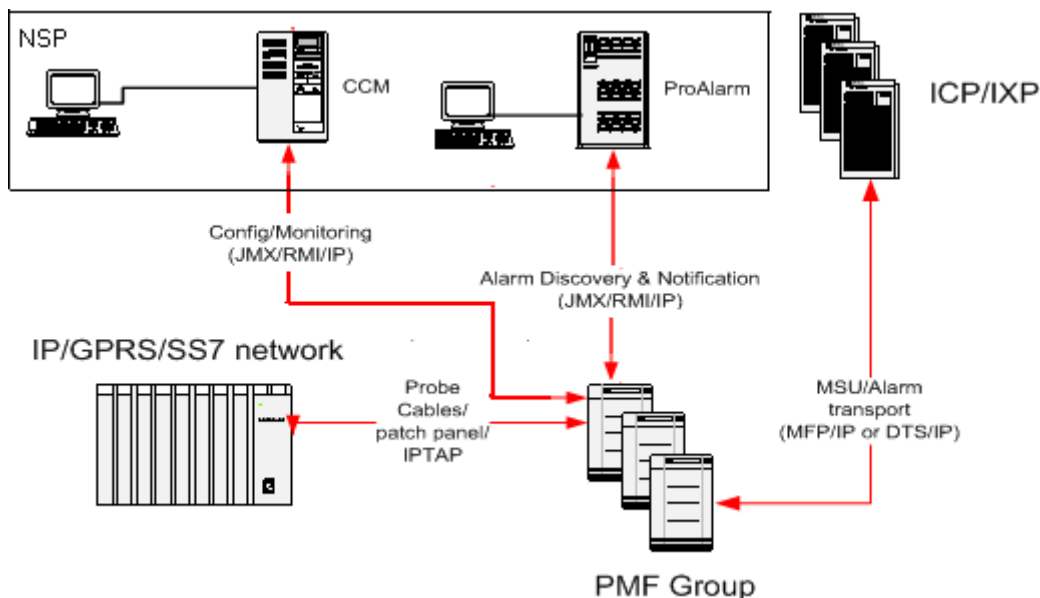 NSP
CCM
ProAlarm
ICP/IXP
Config/Monitoring
(JMX/RMI/IP)
Alarm Discovery & Notification
(JMX/RMI/IP)
IP/GPRS/SS7 network
Probe
Cables/
patch panel/
IPTAP
MSU/Alarm
transport
(MFP/IP or DTS/IP)
PMF Group